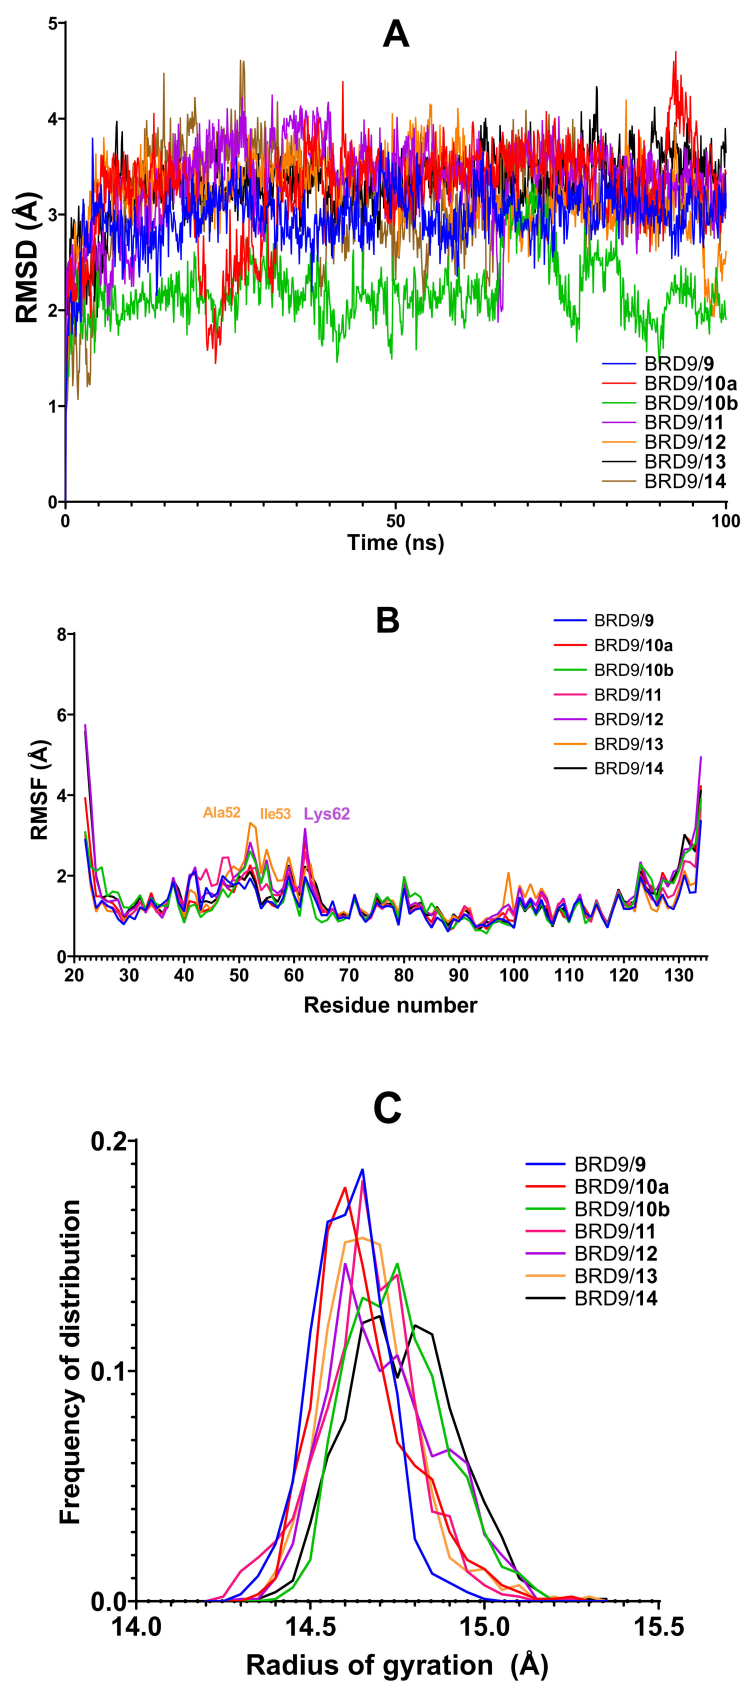 A
5
4
3
2
1
0
RMSD (Å)
0 50 100
Time (ns)
BRD9/9
BRD9/10a
BRD9/10b
BRD9/11
BRD9/12
BRD9/13
BRD9/14
B
8
6
4
2
0
RMSF (Å)
BRD9/9
BRD9/10a
BRD9/10b
BRD9/11
BRD9/12
BRD9/13
BRD9/14
Ala52 Ile53 Lys62
20 30 40 50 60 70 80 90 100 110 120 130
Residue number
C
0.2
0.1
0.0
Frequency of distribution
BRD9/9
BRD9/10a
BRD9/10b
BRD9/11
BRD9/12
BRD9/13
BRD9/14
14.0 14.5 15.0 15.5
Radius of gyration (Å)